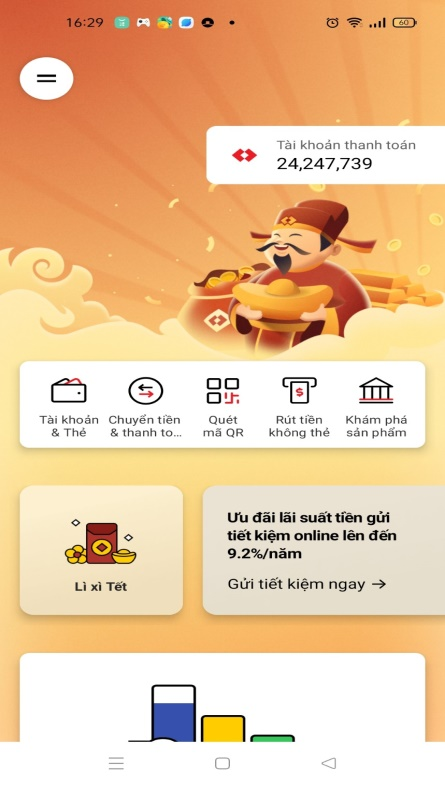 16:29
60
Tài khoản thanh toán
24,247,739
Tài khoản
& Thẻ
Chuyển tiền
& thanh to...
Quét
mã QR
Rút tiền
không thẻ
Khám phá
sản phẩm
Lì xì Tết
Ưu đãi lãi suất tiền gửi
tiết kiệm online lên đến
9.2%/năm
Gửi tiết kiệm ngay →